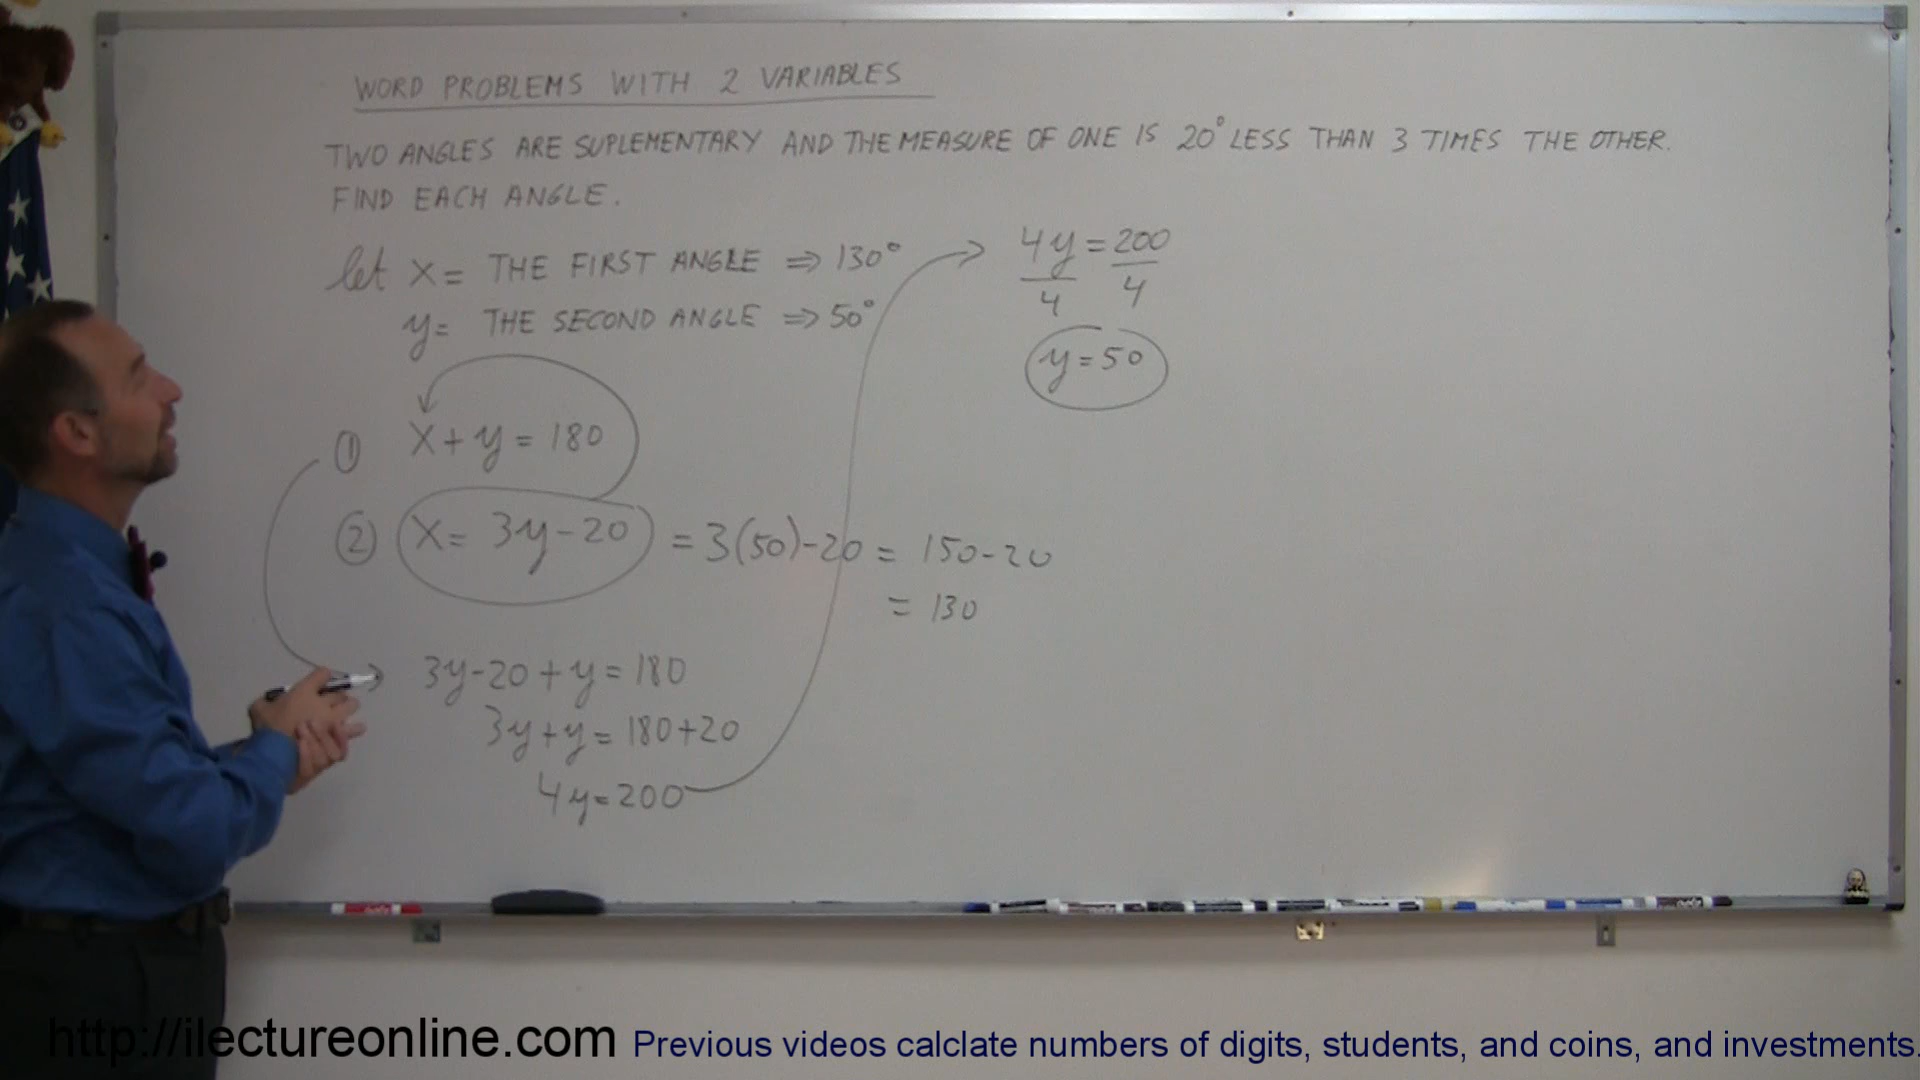 WORD PROBLEMS WITH 2 VARIABLES
TWO ANGLES ARE SUPLEMENTARY AND THE MEASURE OF ONE IS 20° LESS THAN 3 TIMES THE OTHER.
FIND EACH ANGLE.
let x = THE FIRST ANGLE ⇒ 130°
y = THE SECOND ANGLE ⇒ 50°
① x + y = 180
② x = 3y - 20 = 3(50) - 20 = 150 - 20
= 130
3y - 20 + y = 180
3y + y = 180 + 20
4y = 200
4y = 200
4 4
y = 50
http://ilectureonline.com Previous videos calclate numbers of digits, students, and coins, and investments.